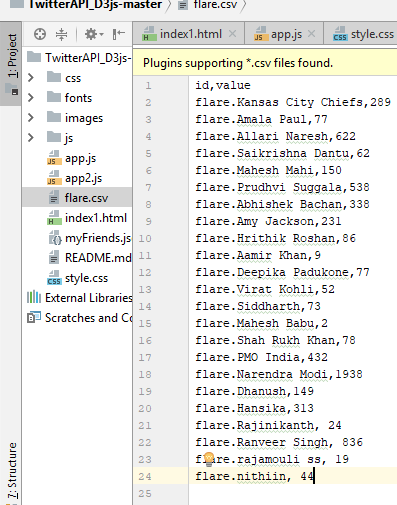 TwitterAPI_D3js-master
flare.csv
index1.html
app.js
style.css
1: Project
Project
TwitterAPI_D3js-
css
fonts
images
js
app.js
app2.js
flare.csv
index1.html
myFriends.js
README.md
style.css
External Libraries
Scratches and Co
7: Structure
Plugins supporting *.csv files found.
1 id,value
2 flare.Kansas City Chiefs,289
3 flare.Amala Paul,77
4 flare.Allari Naresh,622
5 flare.Saikrishna Dantu,62
6 flare.Mahesh Mahi,150
7 flare.Prudhvi Suggala,538
8 flare.Abhishek Bachan,338
9 flare.Amy Jackson,231
10 flare.Hrithik Roshan,86
11 flare.Aamir Khan,9
12 flare.Deepika Padukone,77
13 flare.Virat Kohli,52
14 flare.Siddharth,73
15 flare.Mahesh Babu,2
16 flare.Shah Rukh Khan,78
17 flare.PMO India,432
18 flare.Narendra Modi,1938
19 flare.Dhanush,149
20 flare.Hansika,313
21 flare.Rajinikanth, 24
22 flare.Ranveer Singh, 836
23 flare.rajamouli ss, 19
24 flare.nithiin, 44
25